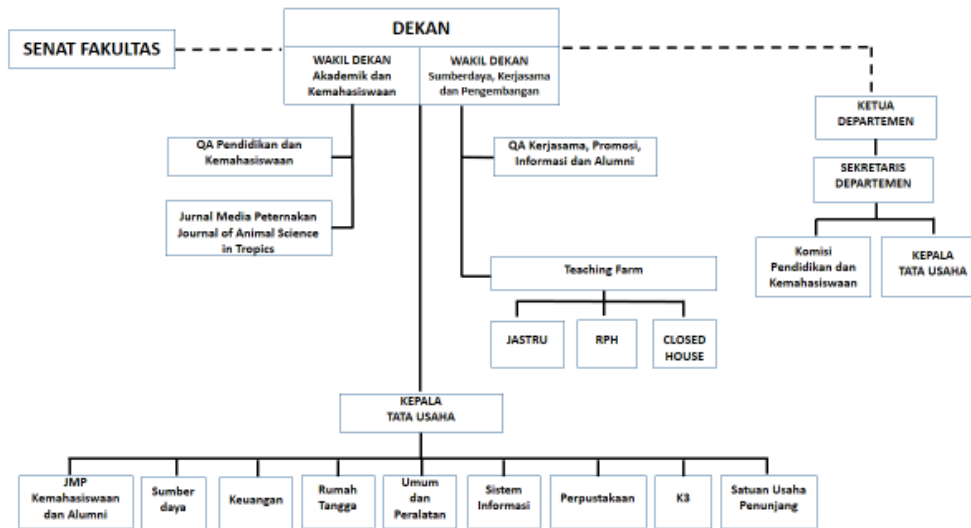 DEKAN
SENAT FAKULTAS
WAKIL DEKAN
Akademik dan
Kemahasiswaan
WAKIL DEKAN
Sumberdaya, Kerjasama
dan Pengembangan
KETUA
DEPARTEMEN
QA Pendidikan dan
Kemahasiswaan
QA Kerjasama, Promosi,
Informasi dan Alumni
SEKRETARIS
DEPARTEMEN
Jurnal Media Peternakan
Journal of Animal Science
in Tropics
Komisi
Pendidikan dan
Kemahasiswaan
KEPALA
TATA USAHA
Teaching Farm
JASTRU
RPH
CLOSED
HOUSE
KEPALA
TATA USAHA
JMP
Kemahasiswaan
dan Alumni
Sumber
daya
Keuangan
Rumah
Tangga
Umum
dan
Peralatan
Sistem
Informasi
Perpustakaan
K3
Satuan Usaha
Penunjang